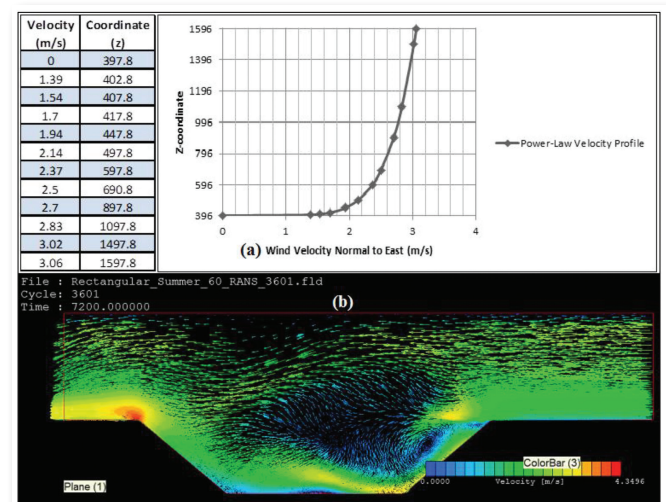 Velocity Coordinate
(m/s) (z)
0 397.8
1.39 402.8
1.54 407.8
1.7 417.8
1.94 447.8
2.14 497.8
2.37 597.8
2.5 690.8
2.7 897.8
2.83 1097.8
3.02 1497.8
3.06 1597.8
Z-coordinate
1596
1396
1196
996
796
596
396
0 1 2 3 4
(a) Wind Velocity Normal to East (m/s)
Power-Law Velocity Profile
File : Rectangular_Summer_60_RANS_3601.fld
Cycle: 3601
Time : 7200.000000
(b)
Plane (1)
ColorBar (3)
0.0000 Velocity [m/s] 4.3496